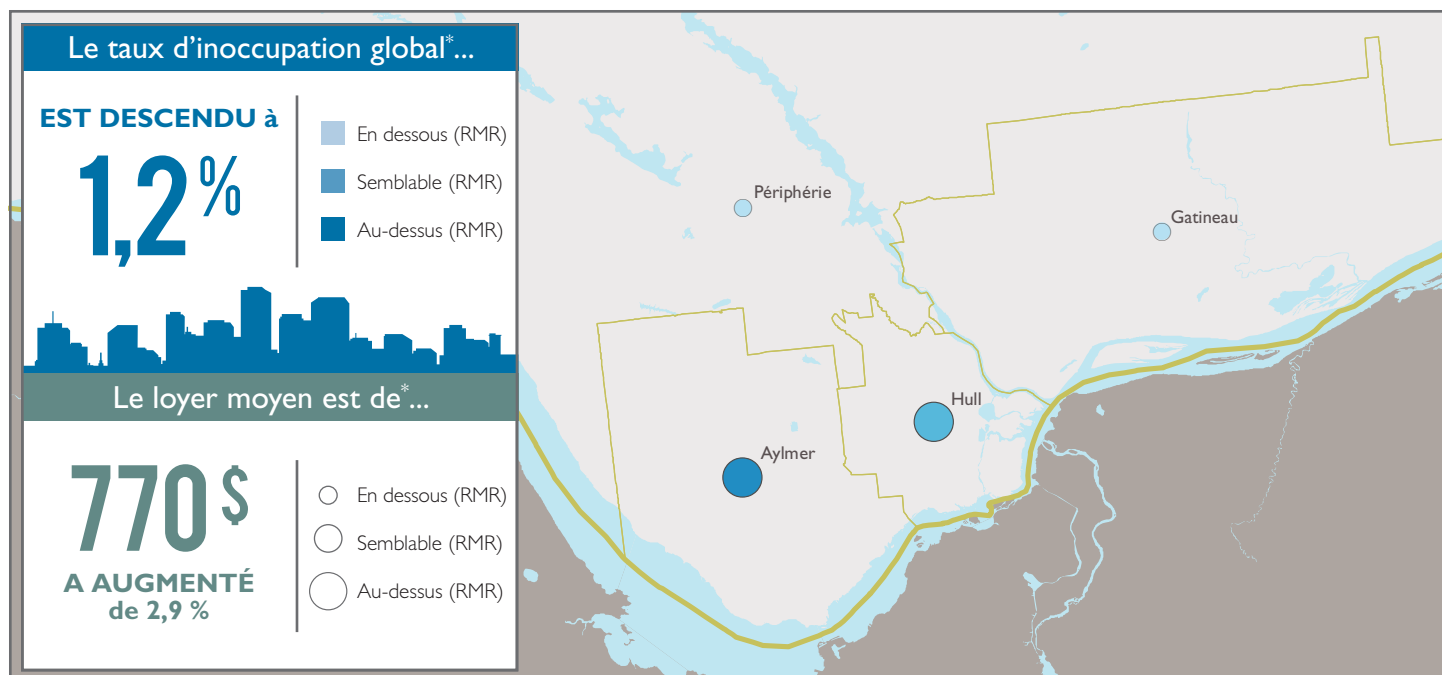 Le taux d'inoccupation global*...
EST DESCENDU à
1,2 %
En dessous (RMR)
Semblable (RMR)
Au-dessus (RMR)
Le loyer moyen est de*...
770 $
A AUGMENTÉ
de 2,9 %
En dessous (RMR)
Semblable (RMR)
Au-dessus (RMR)
Périphérie
Gatineau
Hull
Aylmer